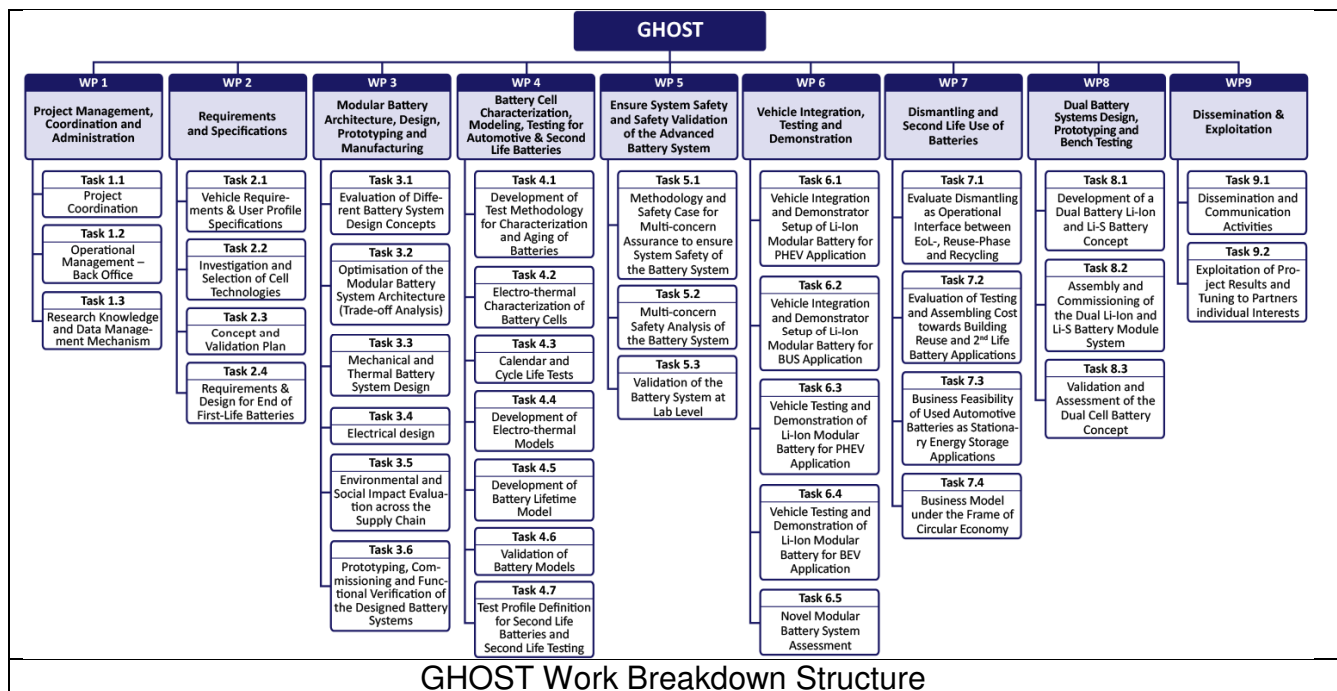 GHOST
WP 1
Project Management,
Coordination and
Administration
Task 1.1
Project
Coordination
Task 1.2
Operational
Management –
Back Office
Task 1.3
Research Knowledge
and Data Manage-
ment Mechanism
WP 2
Requirements
and Specifications
Task 2.1
Vehicle Require-
ments & User Profile
Specifications
Task 2.2
Investigation and
Selection of Cell
Technologies
Task 2.3
Concept and
Validation Plan
Task 2.4
Requirements &
Design for End of
First-Life Batteries
WP 3
Modular Battery
Architecture, Design,
Prototyping and
Manufacturing
Task 3.1
Evaluation of Diffe-
rent Battery System
Design Concepts
Task 3.2
Optimisation of the
Modular Battery
System Architecture
(Trade-off Analysis)
Task 3.3
Mechanical and
Thermal Battery
System Design
Task 3.4
Electrical design
Task 3.5
Environmental and
Social Impact Evalua-
tion across the
Supply Chain
Task 3.6
Prototyping, Com-
missioning and Func-
tional Verification of
the Designed Battery
Systems
WP 4
Battery Cell
Characterization,
Modeling, Testing for
Automotive & Second
Life Batteries
Task 4.1
Development of
Test Methodology
for Characterization
and Aging of
Batteries
Task 4.2
Electro-thermal
Characterization of
Battery Cells
Task 4.3
Calendar and
Cycle Life Tests
Task 4.4
Development of
Electro-thermal
Models
Task 4.5
Development of
Battery Lifetime
Model
Task 4.6
Validation of
Battery Models
Task 4.7
Test Profile Definition
for Second Life
Batteries and
Second Life Testing
WP 5
Ensure System Safety
and Safety Validation
of the Advanced
Battery System
Task 5.1
Methodology and
Safety Case for
Multi-concern
Assurance to ensure
System Safety
of the Battery System
Task 5.2
Multi-concern
Safety Analysis of
the Battery System
Task 5.3
Validation of the
Battery System at
Lab Level
WP 6
Vehicle Integration,
Testing and
Demonstration
Task 6.1
Vehicle Integration
and Demonstrator
Setup of Li-Ion
Modular Battery for
PHEV Application
Task 6.2
Vehicle Integration
and Demonstrator
Setup of Li-Ion
Modular Battery for
BUS Application
Task 6.3
Vehicle Testing and
Demonstration of
Li-Ion Modular
Battery for PHEV
Application
Task 6.4
Vehicle Testing and
Demonstration of
Li-Ion Modular
Battery for BEV
Application
Task 6.5
Novel Modular
Battery System
Assessment
WP 7
Dismantling and
Second Life Use of
Batteries
Task 7.1
Evaluate Dismantling
as Operational
Interface between
EoL-, Reuse-Phase
and Recycling
Task 7.2
Evaluation of Testing
and Assembling Cost
towards Building
Reuse and 2nd Life
Battery Applications
Task 7.3
Business Feasibility
of Used Automotive
Batteries as Stationa-
ry Energy Storage
Applications
Task 7.4
Business Model
under the Frame of
Circular Economy
WP8
Dual Battery
Systems Design,
Prototyping and
Bench Testing
Task 8.1
Development of a
Dual Battery Li-Ion
and Li-S Battery
Concept
Task 8.2
Assembly and
Commissioning of
the Dual Li-Ion and
Li-S Battery Module
System
Task 8.3
Validation and
Assessment of the
Dual Cell Battery
Concept
WP9
Dissemination &
Exploitation
Task 9.1
Dissemination and
Communication
Activities
Task 9.2
Exploitation of Pro-
ject Results and
Tuning to Partners
individual Interests
GHOST Work Breakdown Structure